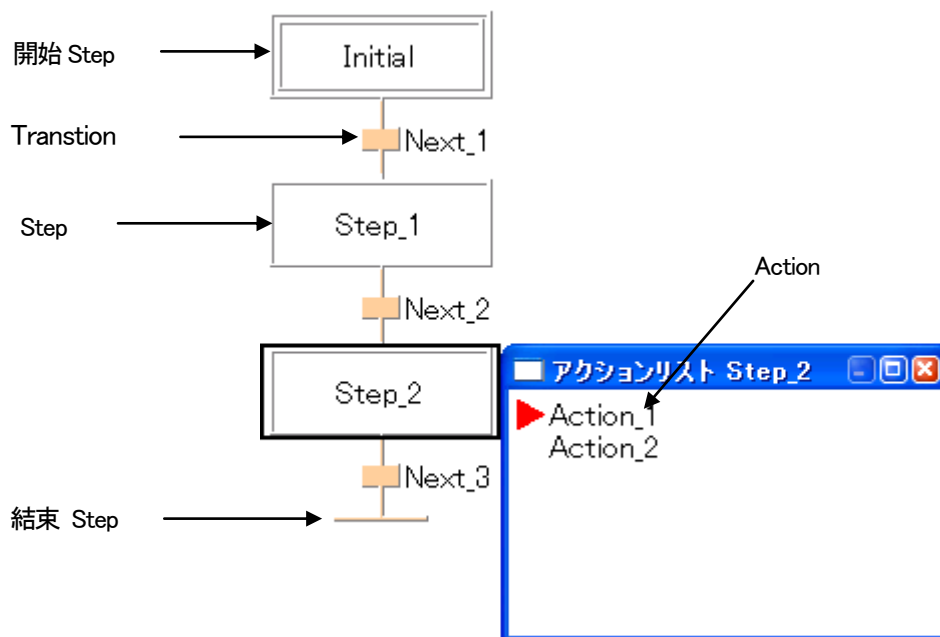 開始 Step
Initial
Transtion
Next_1
Step
Step_1
Action
Next_2
アクションリスト Step_2
Step_2
Action_1
Action_2
Next_3
結束 Step